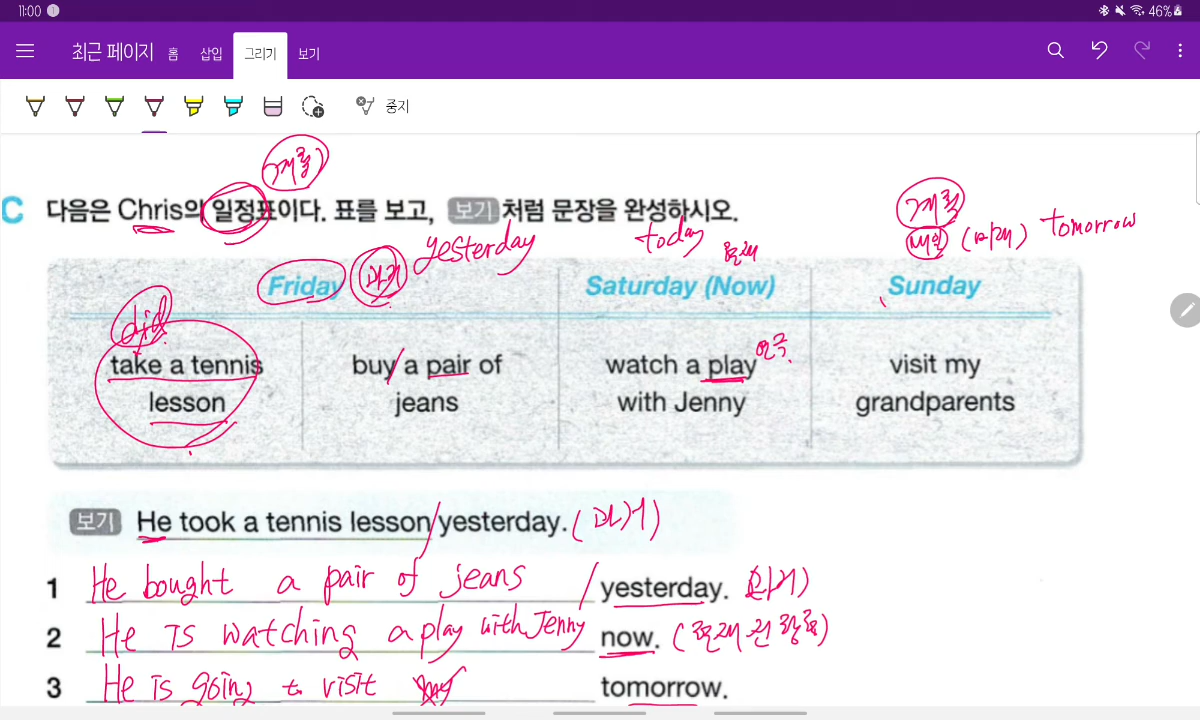 11:00 46%
최근 페이지 홈 삽입 그리기 보기
중지
계획
C 다음은 Chris의 일정표이다. 표를 보고, 보기 처럼 문장을 완성하시오.
계획
yesterday today 현재 내일 (미래) tomorrow
Friday 과거 Saturday (Now) Sunday
did
take a tennis buy a pair of watch a play 연극 visit my
lesson jeans with Jenny grandparents
보기 He took a tennis lesson / yesterday. (과거)
1 He bought a pair of jeans / yesterday. 과거)
2 He is watching a play with Jenny now. (현재진행형)
3 He is going to visit my tomorrow.